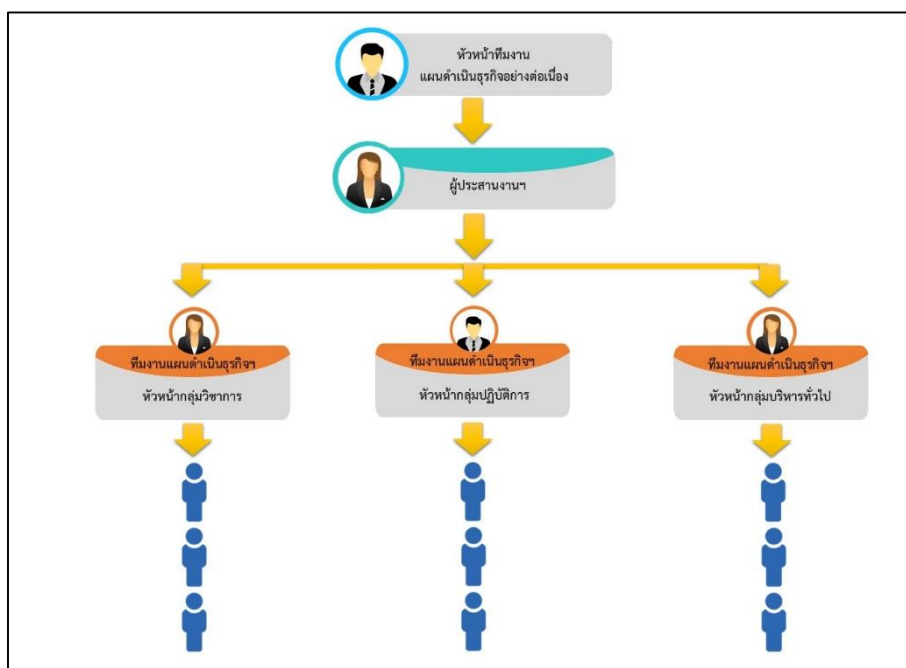 หัวหน้าทีมงาน
แผนดำเนินธุรกิจอย่างต่อเนื่อง
ผู้ประสานงานฯ
ทีมงานแผนดำเนินธุรกิจฯ
หัวหน้ากลุ่มวิชาการ
ทีมงานแผนดำเนินธุรกิจฯ
หัวหน้ากลุ่มปฏิบัติการ
ทีมงานแผนดำเนินธุรกิจฯ
หัวหน้ากลุ่มบริหารทั่วไป